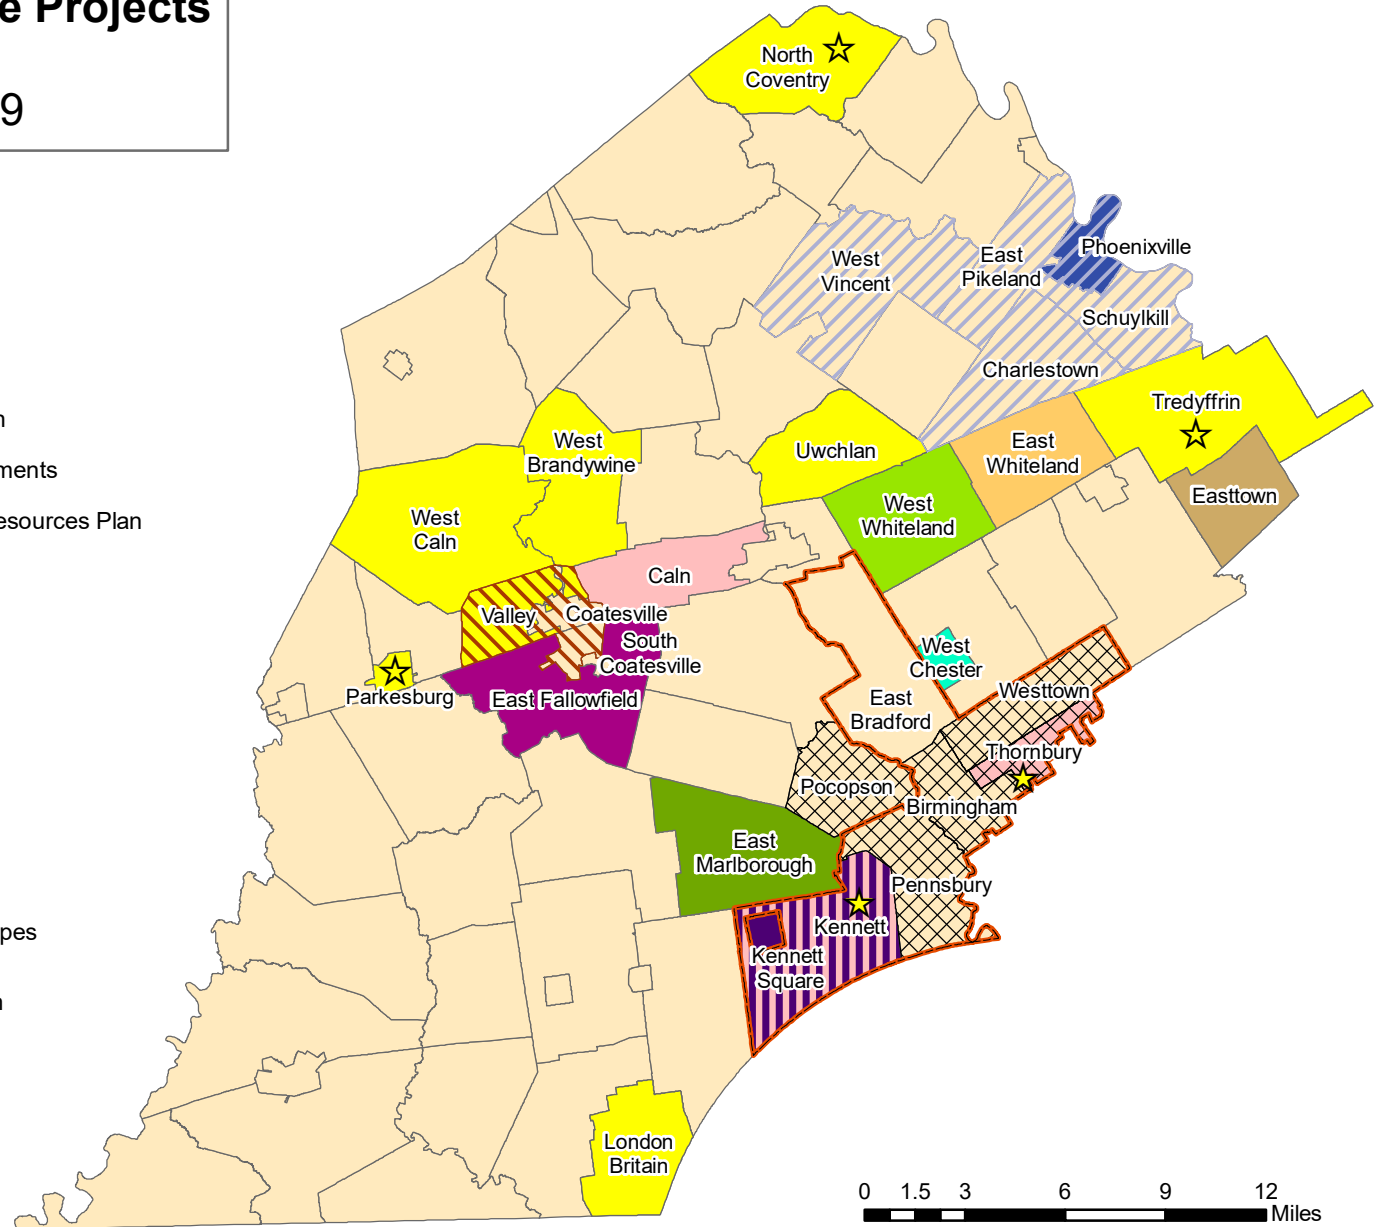 e Projects
9
North
Coventry
Phoenixville
West
Vincent
East
Pikeland
Schuylkill
Charlestown
Tredyffrin
n
West
Brandywine
Uwchlan
East
Whiteland
ments
Easttown
esources Plan
West
Caln
West
Whiteland
Caln
Valley
Coatesville
South
Coatesville
West
Chester
Parkesburg
East Fallowfield
Westtown
East
Bradford
Thornbury
Pocopson
Birmingham
East
Marlborough
Pennsbury
Kennett
pes
Kennett
Square
n
London
Britain
0 1.5 3 6 9 12
Miles